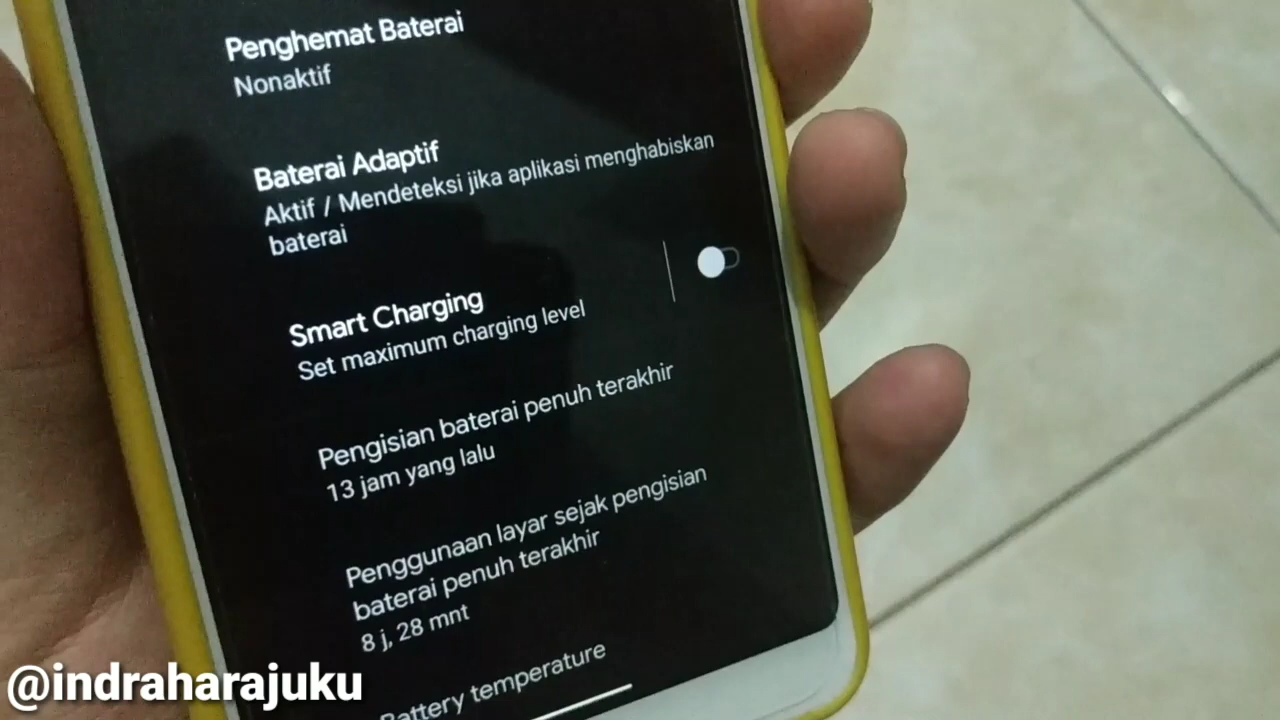 Penghemat Baterai
Nonaktif
Baterai Adaptif
Aktif / Mendeteksi jika aplikasi menghabiskan
baterai
Smart Charging
Set maximum charging level
Pengisian baterai penuh terakhir
13 jam yang lalu
Penggunaan layar sejak pengisian
baterai penuh terakhir
8 j, 28 mnt
Battery temperature
@indraharajuku